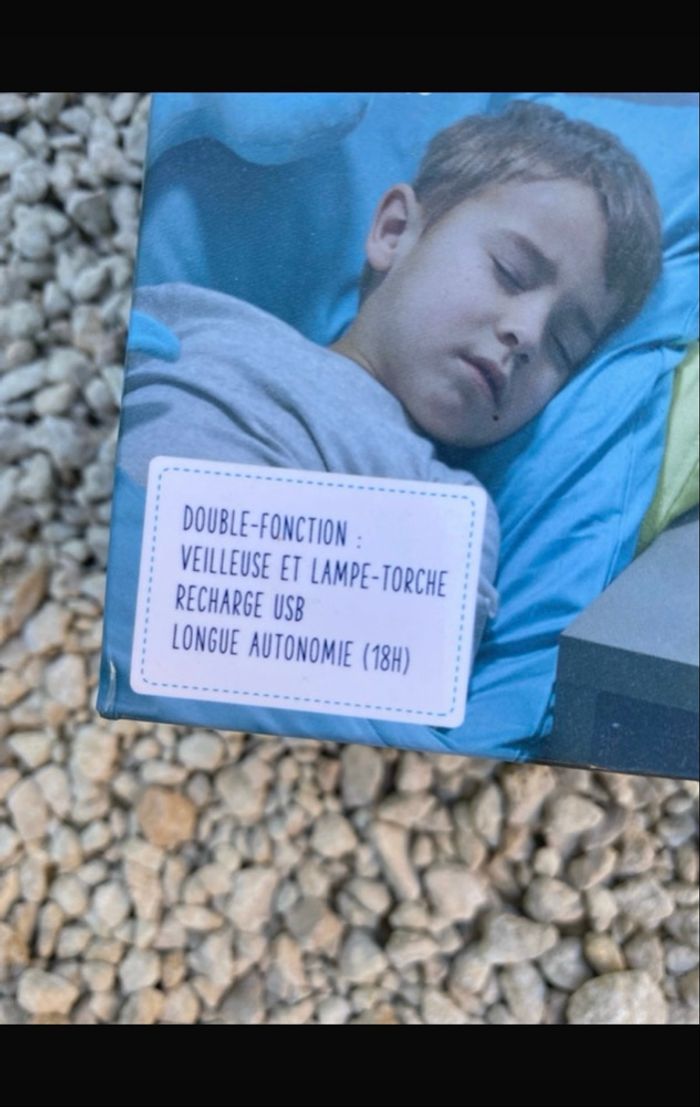 DOUBLE-FONCTION :
VEILLEUSE ET LAMPE-TORCHE
RECHARGE USB
LONGUE AUTONOMIE (18H)